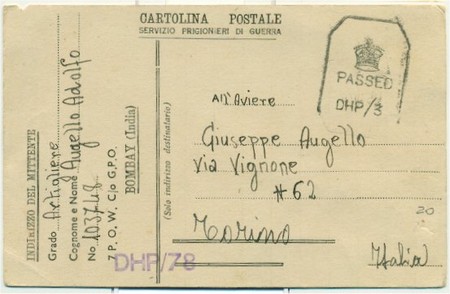 CARTOLINA POSTALE
SERVIZIO PRIGIONIERI DI GUERRA
PASSED
DHP/3
INDIRIZZO DEL MITTENTE
Grado Artigliere
Cognome e Nome Augello Adolfo
No. 103748
7 P. O. W. C/o G.P.O.
BOMBAY (India)
(Solo indirizzo destinatario)
All'Aviere
Giuseppe Augello
Via Vignone
#62
Torino
Italia
20
DHP/78